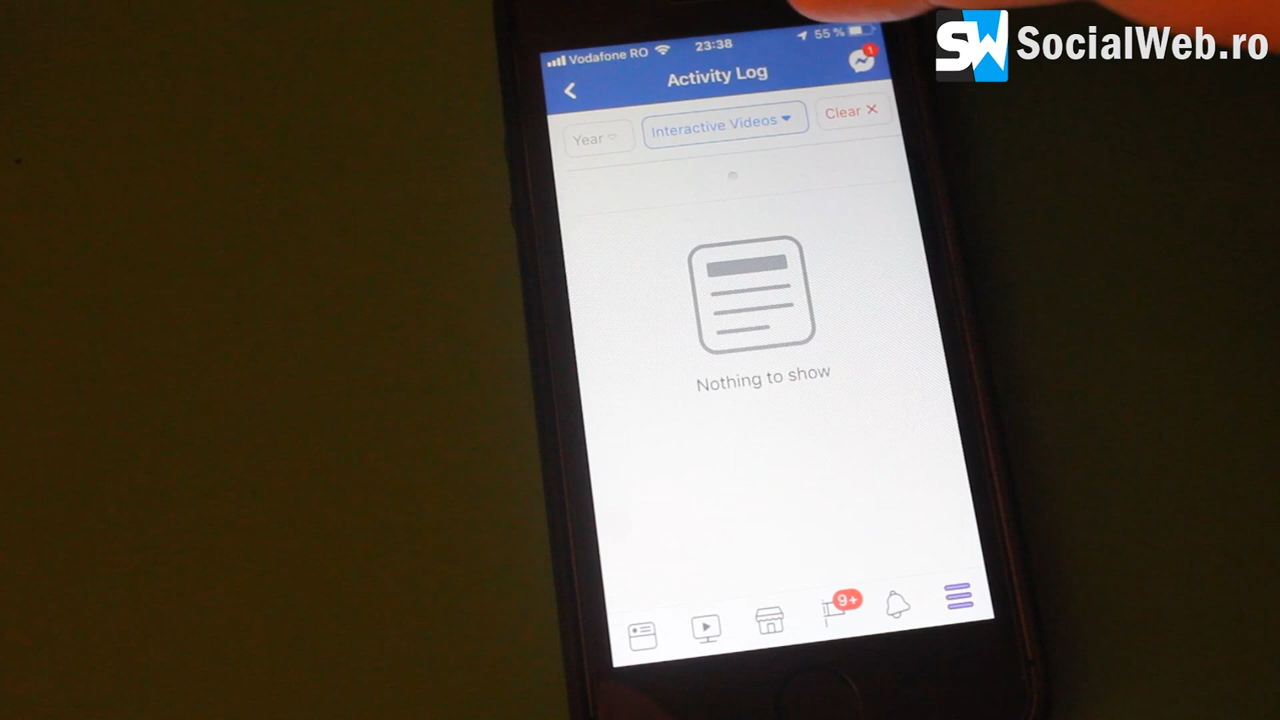 SW SocialWeb.ro
Vodafone RO 23:38 55 %
Activity Log
1
Year Interactive Videos Clear X
Nothing to show
9+